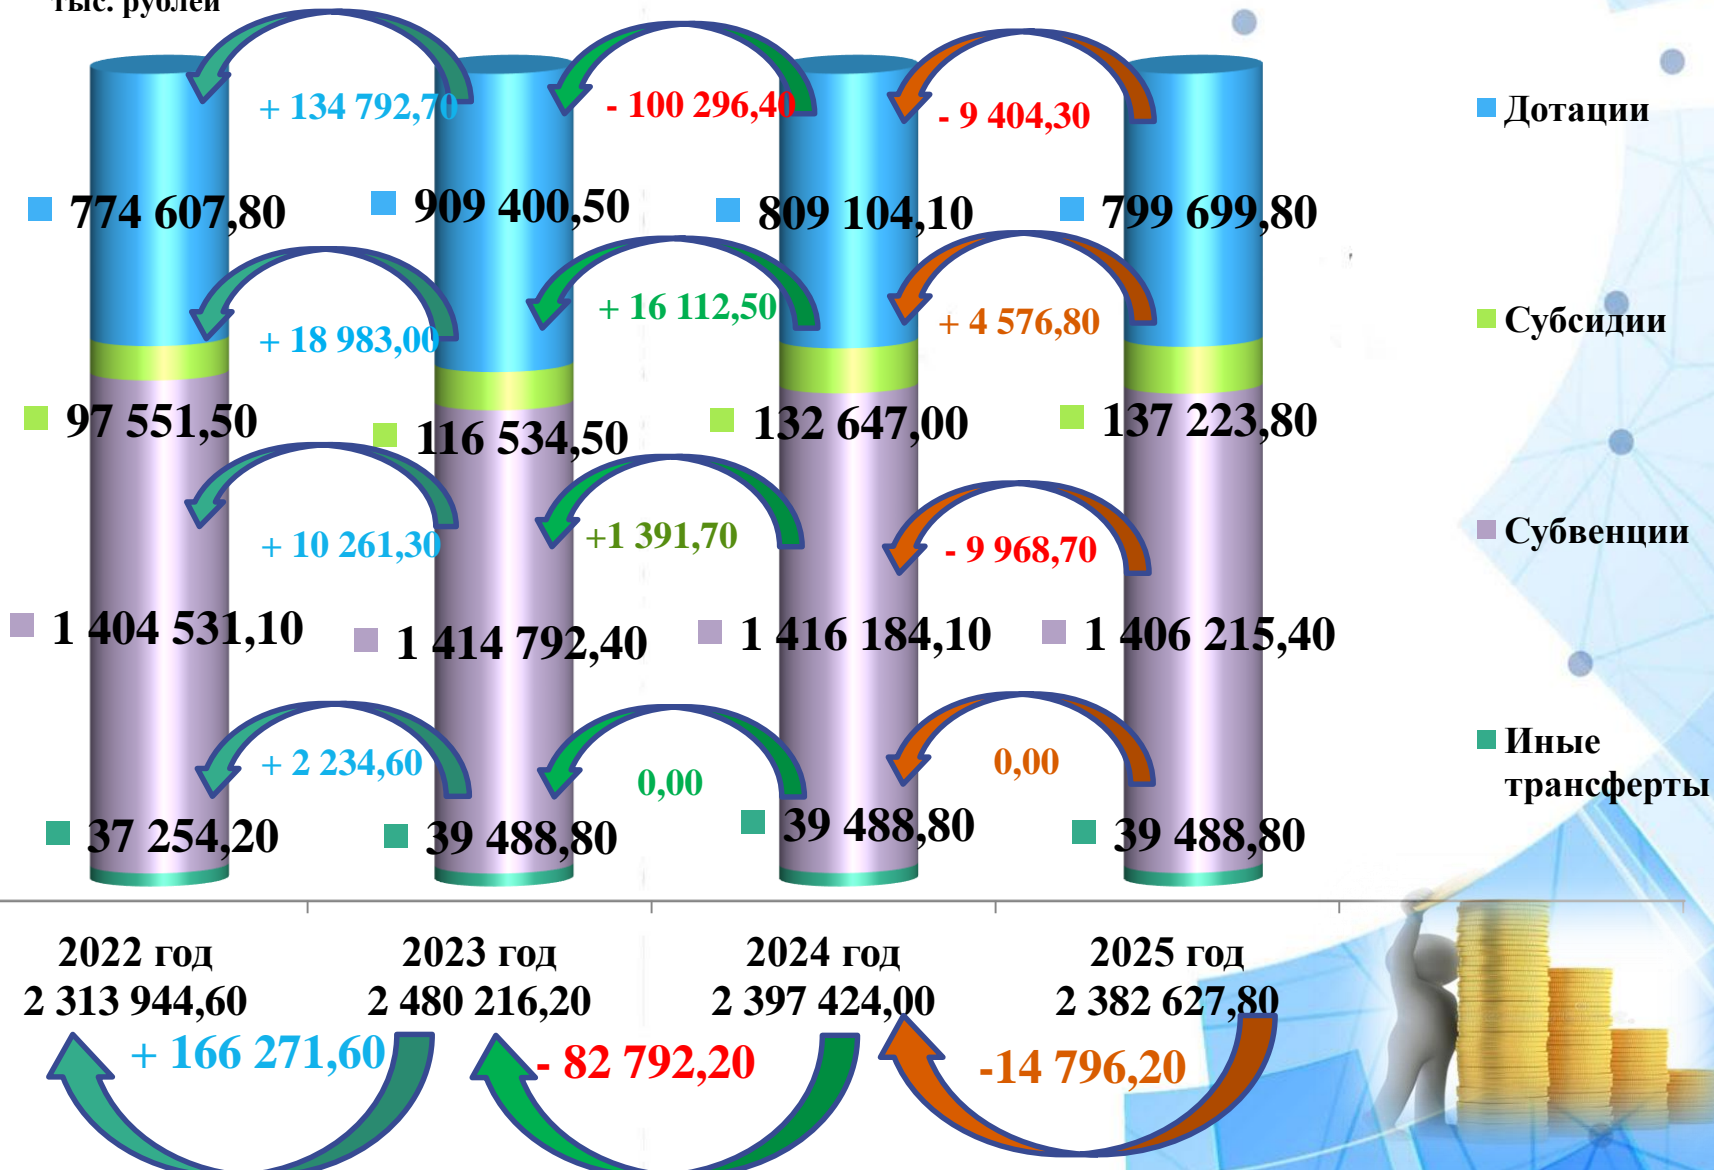 тыс. рублей
+ 134 792,70
- 100 296,40
- 9 404,30
Дотации
774 607,80
909 400,50
809 104,10
799 699,80
+ 18 983,00
+ 16 112,50
+ 4 576,80
Субсидии
97 551,50
116 534,50
132 647,00
137 223,80
+ 10 261,30
+1 391,70
- 9 968,70
Субвенции
1 404 531,10
1 414 792,40
1 416 184,10
1 406 215,40
+ 2 234,60
0,00
0,00
Иные
трансферты
37 254,20
39 488,80
39 488,80
39 488,80
2022 год
2 313 944,60
2023 год
2 480 216,20
2024 год
2 397 424,00
2025 год
2 382 627,80
+ 166 271,60
- 82 792,20
-14 796,20